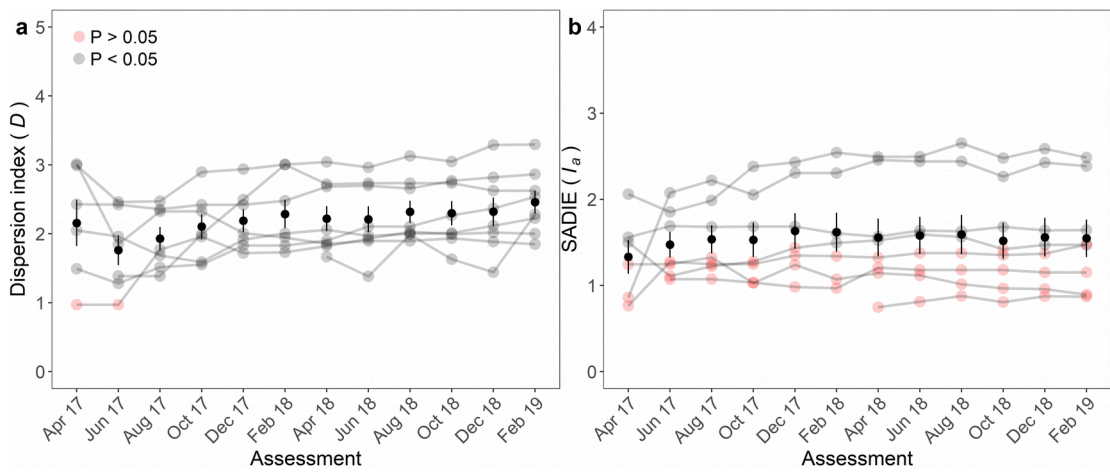 a
P > 0.05
P < 0.05
Dispersion index ( D )
5
4
3
2
1
0
Apr 17
Jun 17
Aug 17
Oct 17
Dec 17
Feb 18
Apr 18
Jun 18
Aug 18
Oct 18
Dec 18
Feb 19
Assessment
b
SADIE ( I a )
4
3
2
1
0
Apr 17
Jun 17
Aug 17
Oct 17
Dec 17
Feb 18
Apr 18
Jun 18
Aug 18
Oct 18
Dec 18
Feb 19
Assessment